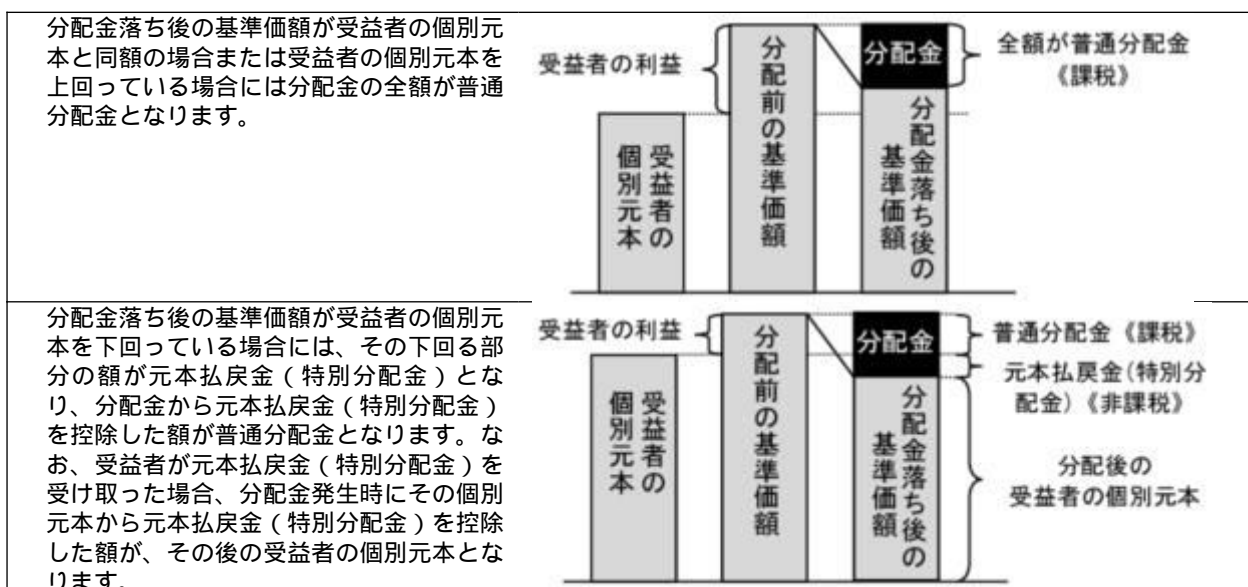 分配金落ち後の基準価額が受益者の個別元
本と同額の場合または受益者の個別元本を
上回っている場合には分配金の全額が普通
分配金となります。
受益者の利益
受益者の
個別元本
分配前の基準価額
分配金
分配金落ち後の
基準価額
全額が普通分配金
《課税》
分配金落ち後の基準価額が受益者の個別元
本を下回っている場合には、その下回る部
分の額が元本払戻金（特別分配金）とな
り、分配金から元本払戻金（特別分配金）
を控除した額が普通分配金となります。な
お、受益者が元本払戻金（特別分配金）を
受け取った場合、分配金発生時にその個別
元本から元本払戻金（特別分配金）を控除
した額が、その後の受益者の個別元本とな
ります。
受益者の利益
受益者の
個別元本
分配前の基準価額
分配金
分配金落ち後の
基準価額
普通分配金《課税》
元本払戻金(特別分
配金)《非課税》
分配後の
受益者の個別元本